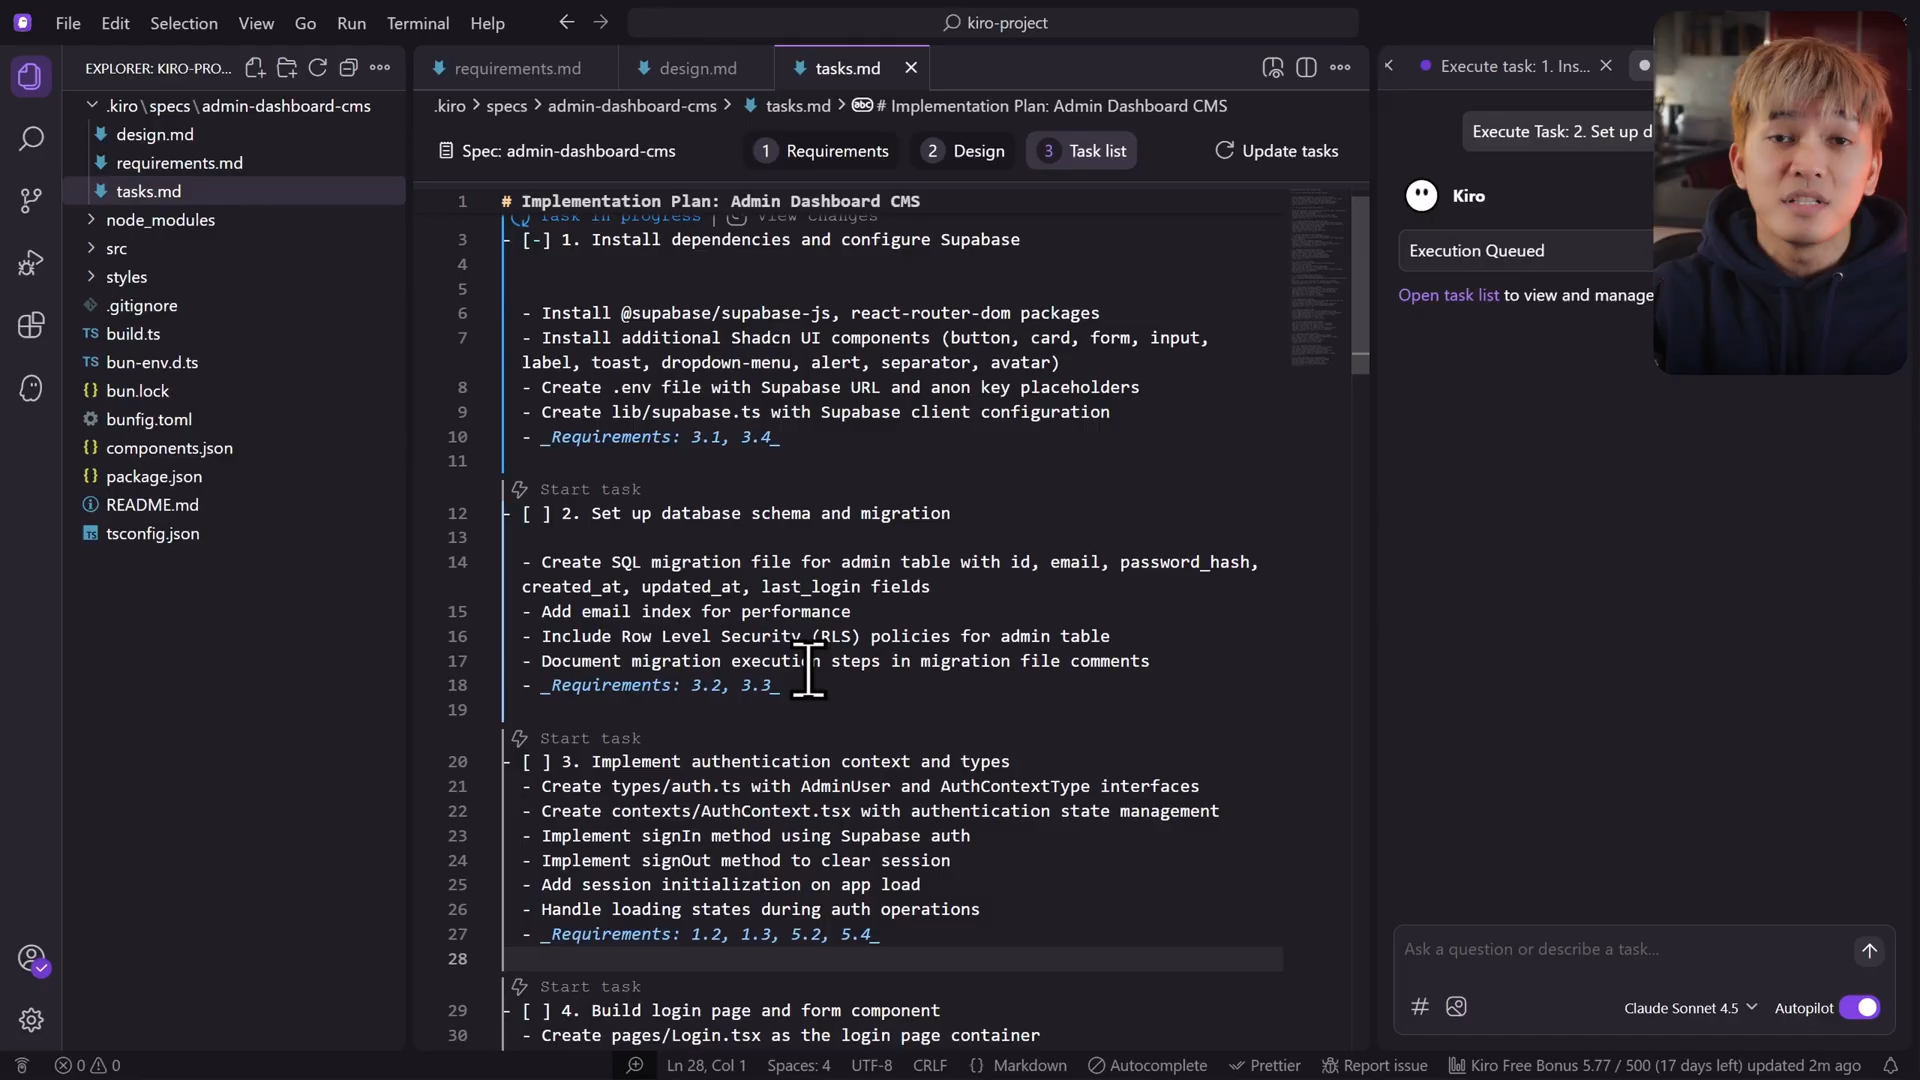 File Edit Selection View Go Run Terminal Help
kiro-project
EXPLORER: KIRO-PRO...
.kiro\specs\admin-dashboard-cms
design.md
requirements.md
tasks.md
node_modules
src
styles
.gitignore
TS build.ts
TS bun-env.d.ts
{} bun.lock
bunfig.toml
{} components.json
{} package.json
README.md
TS tsconfig.json
requirements.md
design.md
tasks.md
.kiro > specs > admin-dashboard-cms > tasks.md > abc # Implementation Plan: Admin Dashboard CMS
Spec: admin-dashboard-cms
1 Requirements
2 Design
3 Task list
Update tasks
1 # Implementation Plan: Admin Dashboard CMS
Task in progress | View changes
3 - [-] 1. Install dependencies and configure Supabase
4
5
6 - Install @supabase/supabase-js, react-router-dom packages
7 - Install additional Shadcn UI components (button, card, form, input,
label, toast, dropdown-menu, alert, separator, avatar)
8 - Create .env file with Supabase URL and anon key placeholders
9 - Create lib/supabase.ts with Supabase client configuration
10 - _Requirements: 3.1, 3.4_
11
Start task
12 - [ ] 2. Set up database schema and migration
13
14 - Create SQL migration file for admin table with id, email, password_hash,
created_at, updated_at, last_login fields
15 - Add email index for performance
16 - Include Row Level Security (RLS) policies for admin table
17 - Document migration execution steps in migration file comments
18 - _Requirements: 3.2, 3.3_
19
Start task
20 - [ ] 3. Implement authentication context and types
21 - Create types/auth.ts with AdminUser and AuthContextType interfaces
22 - Create contexts/AuthContext.tsx with authentication state management
23 - Implement signIn method using Supabase auth
24 - Implement signOut method to clear session
25 - Add session initialization on app load
26 - Handle loading states during auth operations
27 - _Requirements: 1.2, 1.3, 5.2, 5.4_
28
Start task
29 - [ ] 4. Build login page and form component
30 - Create pages/Login.tsx as the login page container
Execute task: 1. Ins...
Execute Task: 2. Set up d
Kiro
Execution Queued
Open task list to view and manage
Ask a question or describe a task...
# Claude Sonnet 4.5 Autopilot
0 0
Ln 28, Col 1 Spaces: 4 UTF-8 CRLF {} Markdown Autocomplete Prettier Report issue Kiro Free Bonus 5.77 / 500 (17 days left) updated 2m ago